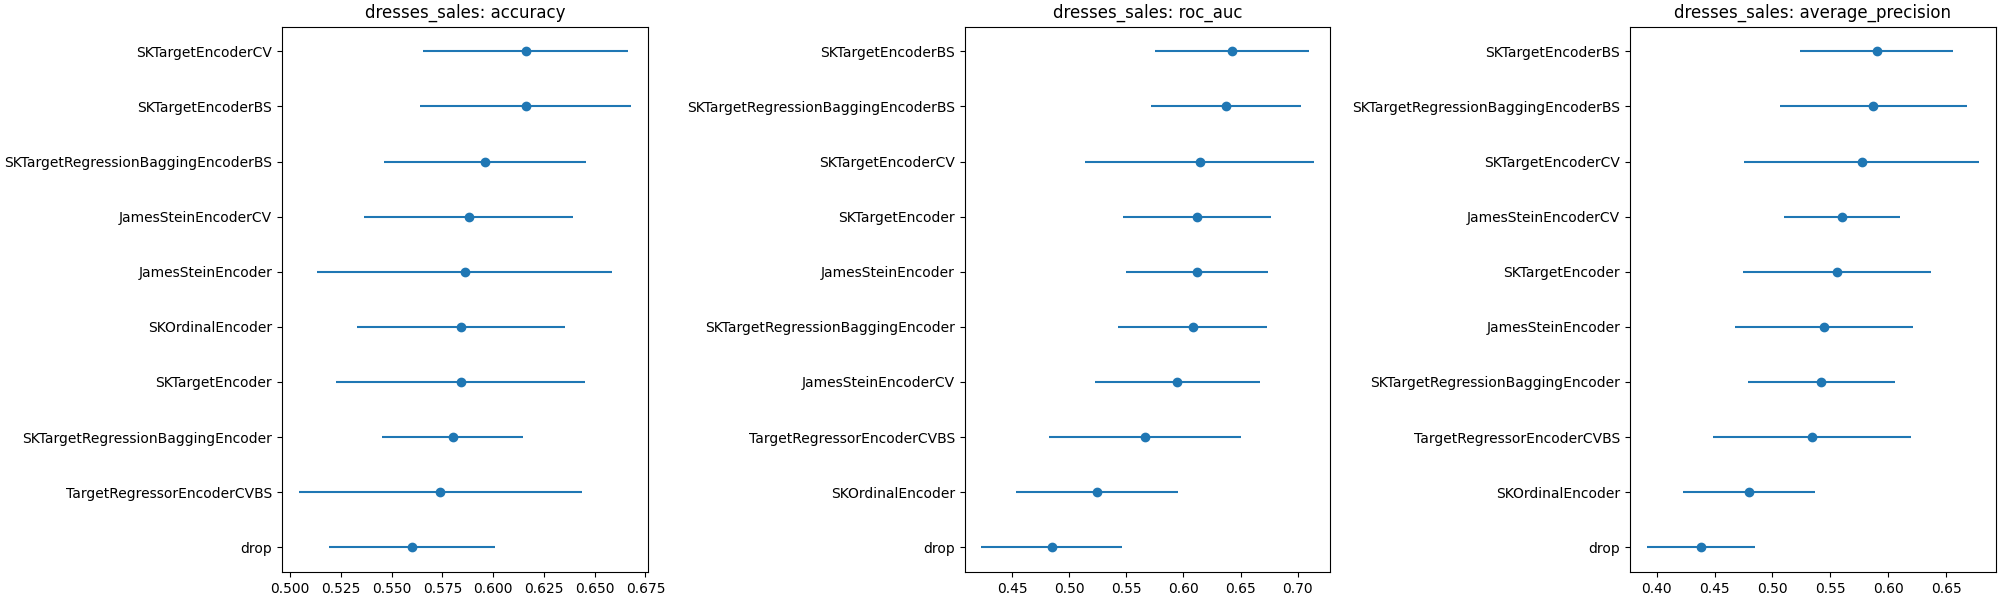 dresses_sales: accuracy
SKTargetEncoderCV
SKTargetEncoderBS
SKTargetRegressionBaggingEncoderBS
JamesSteinEncoderCV
JamesSteinEncoder
SKOrdinalEncoder
SKTargetEncoder
SKTargetRegressionBaggingEncoder
TargetRegressorEncoderCVBS
drop
0.500 0.525 0.550 0.575 0.600 0.625 0.650 0.675
dresses_sales: roc_auc
SKTargetEncoderBS
SKTargetRegressionBaggingEncoderBS
SKTargetEncoderCV
SKTargetEncoder
JamesSteinEncoder
SKTargetRegressionBaggingEncoder
JamesSteinEncoderCV
TargetRegressorEncoderCVBS
SKOrdinalEncoder
drop
0.45 0.50 0.55 0.60 0.65 0.70
dresses_sales: average_precision
SKTargetEncoderBS
SKTargetRegressionBaggingEncoderBS
SKTargetEncoderCV
JamesSteinEncoderCV
SKTargetEncoder
JamesSteinEncoder
SKTargetRegressionBaggingEncoder
TargetRegressorEncoderCVBS
SKOrdinalEncoder
drop
0.40 0.45 0.50 0.55 0.60 0.65